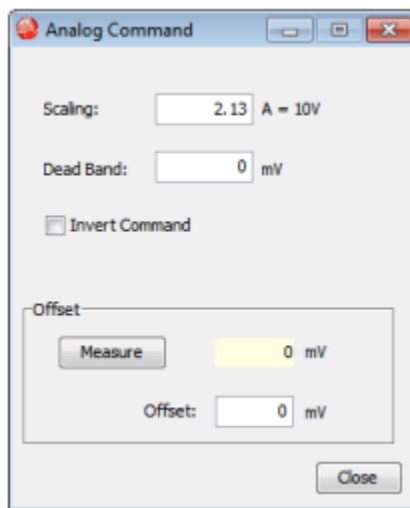 Analog Command
Scaling: 2.13 A = 10V
Dead Band: 0 mV
Invert Command
Offset
Measure 0 mV
Offset: 0 mV
Close